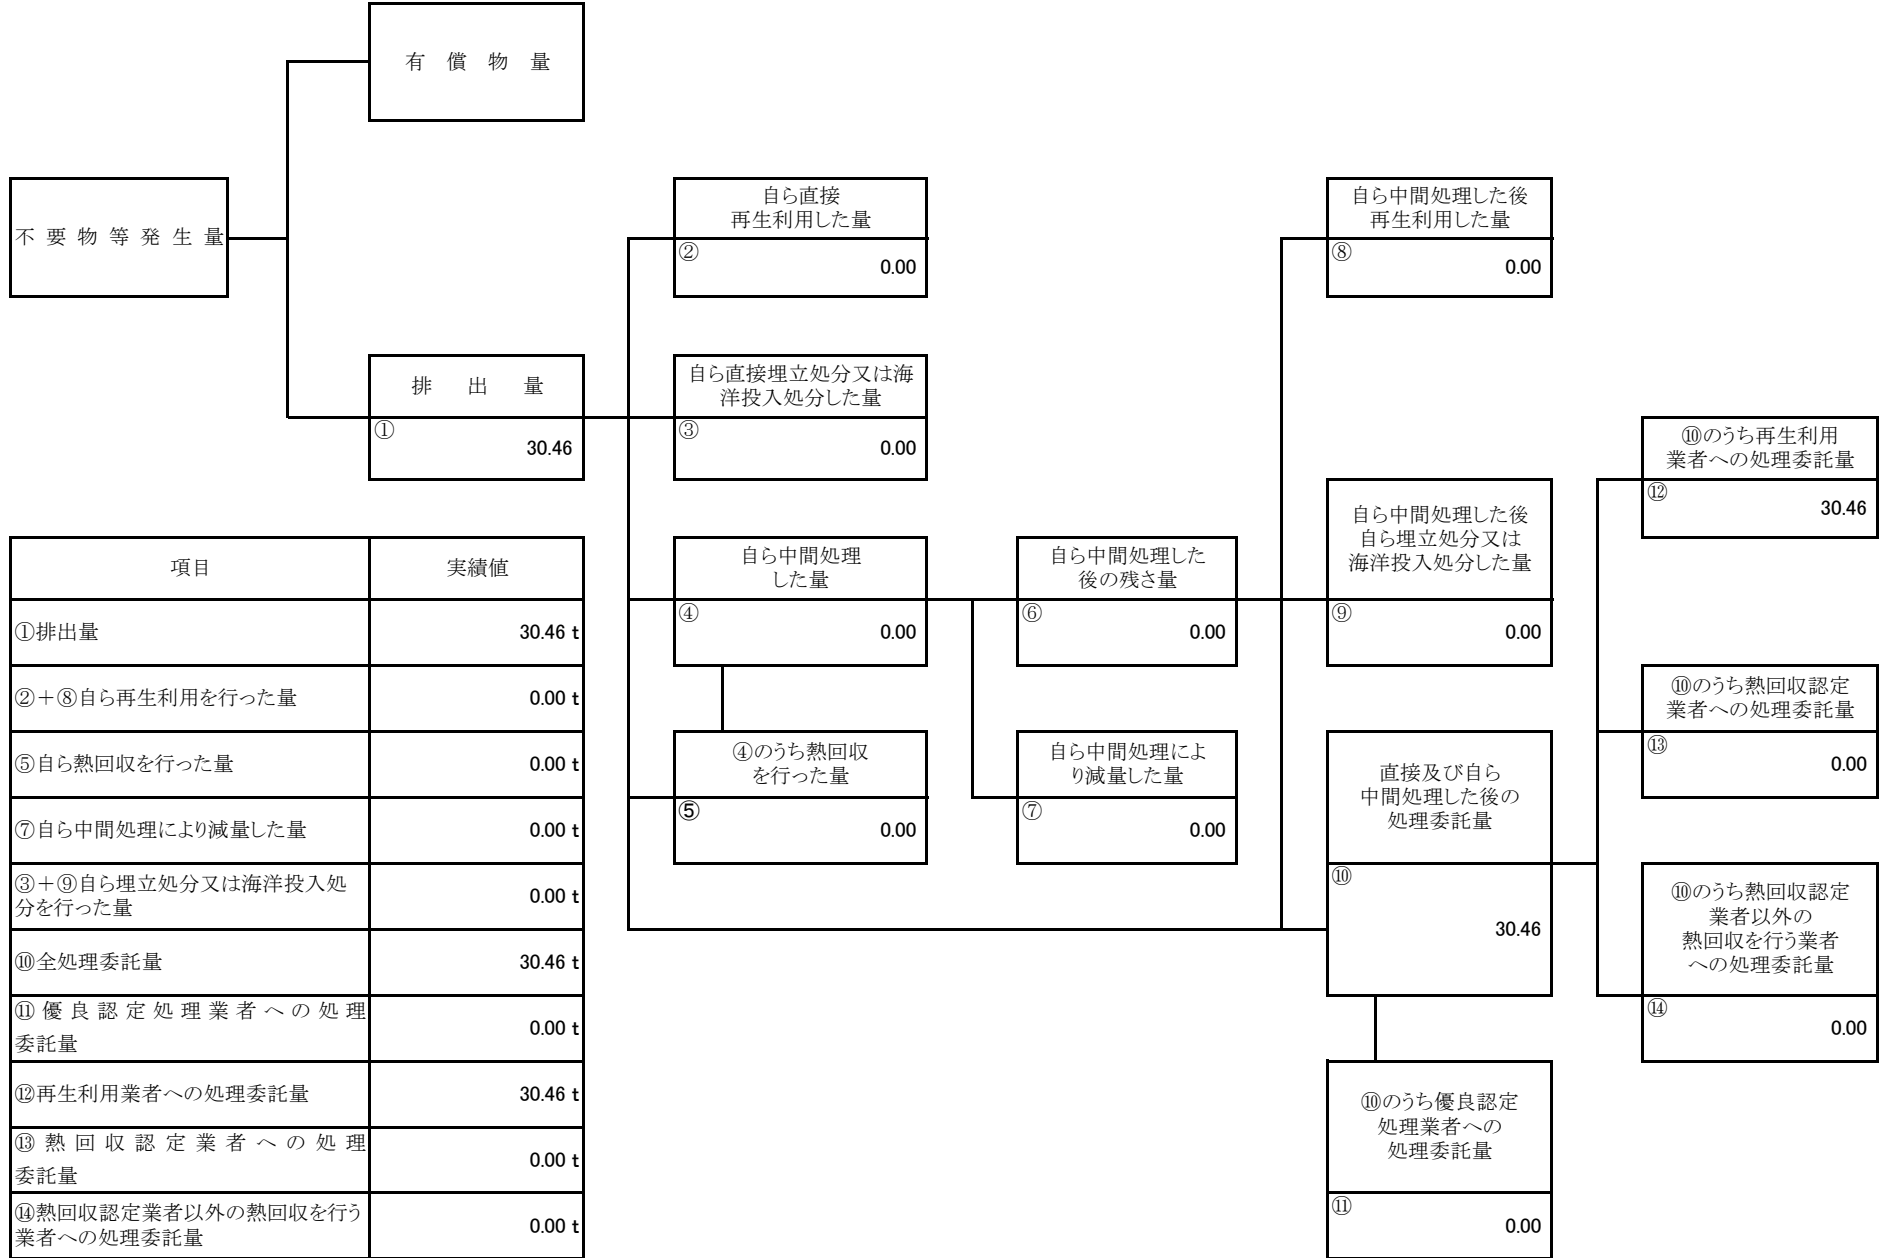 有償物量
不要物等発生量
自ら直接
再生利用した量
②
0.00
自ら中間処理した後
再生利用した量
⑧
0.00
排出量
①
30.46
自ら直接埋立処分又は海
洋投入処分した量
③
0.00
⑩のうち再生利用
業者への処理委託量
⑫
30.46
自ら中間処理
した量
④
0.00
自ら中間処理した
後の残さ量
⑥
0.00
自ら中間処理した後
自ら埋立処分又は
海洋投入処分した量
⑨
0.00
⑩のうち熱回収認定
業者への処理委託量
⑬
0.00
④のうち熱回収
を行った量
⑤
0.00
自ら中間処理によ
り減量した量
⑦
0.00
直接及び自ら
中間処理した後の
処理委託量
⑩
30.46
⑩のうち熱回収認定
業者以外の
熱回収を行う業者
への処理委託量
⑭
0.00
⑩のうち優良認定
処理業者への
処理委託量
⑪
0.00
項目 実績値
①排出量 30.46 t
②＋⑧自ら再生利用を行った量 0.00 t
⑤自ら熱回収を行った量 0.00 t
⑦自ら中間処理により減量した量 0.00 t
③＋⑨自ら埋立処分又は海洋投入処
分を行った量 0.00 t
⑩全処理委託量 30.46 t
⑪優良認定処理業者への処理
委託量 0.00 t
⑫再生利用業者への処理委託量 30.46 t
⑬熱回収認定業者への処理
委託量 0.00 t
⑭熱回収認定業者以外の熱回収を行う
業者への処理委託量 0.00 t